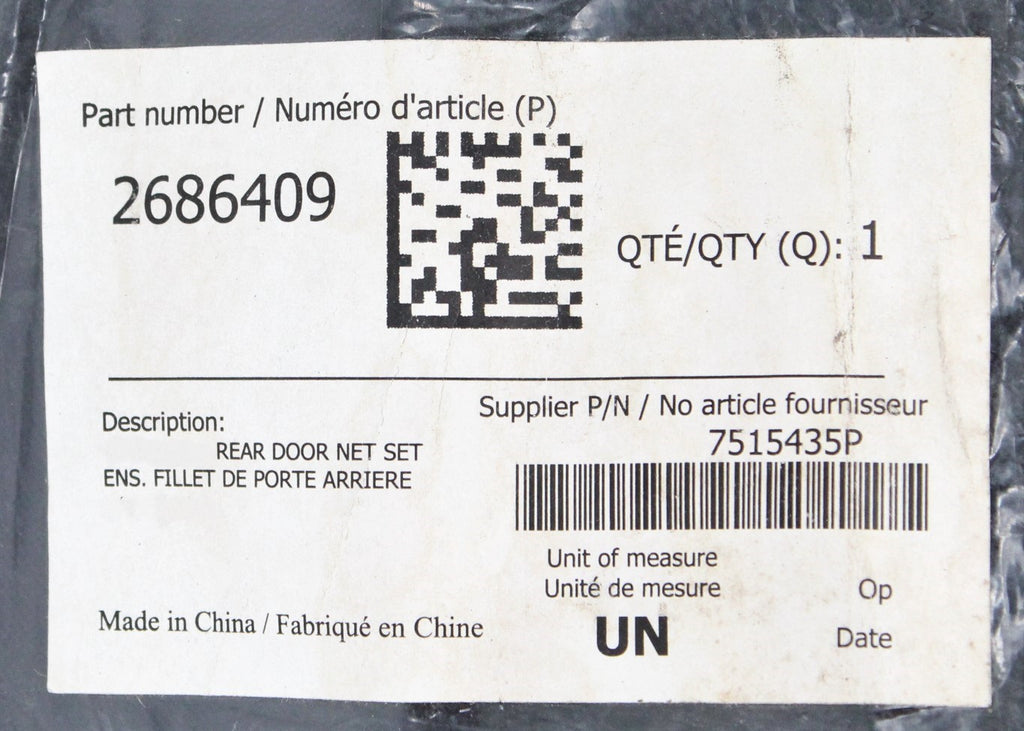 Part number / Numéro d'article (P)
2686409
QTÉ/QTY (Q): 1
Description:
REAR DOOR NET SET
ENS. FILLET DE PORTE ARRIERE
Supplier P/N / No article fournisseur
7515435P
Unit of measure
Unité de mesure
UN
Op
Date
Made in China / Fabriqué en Chine